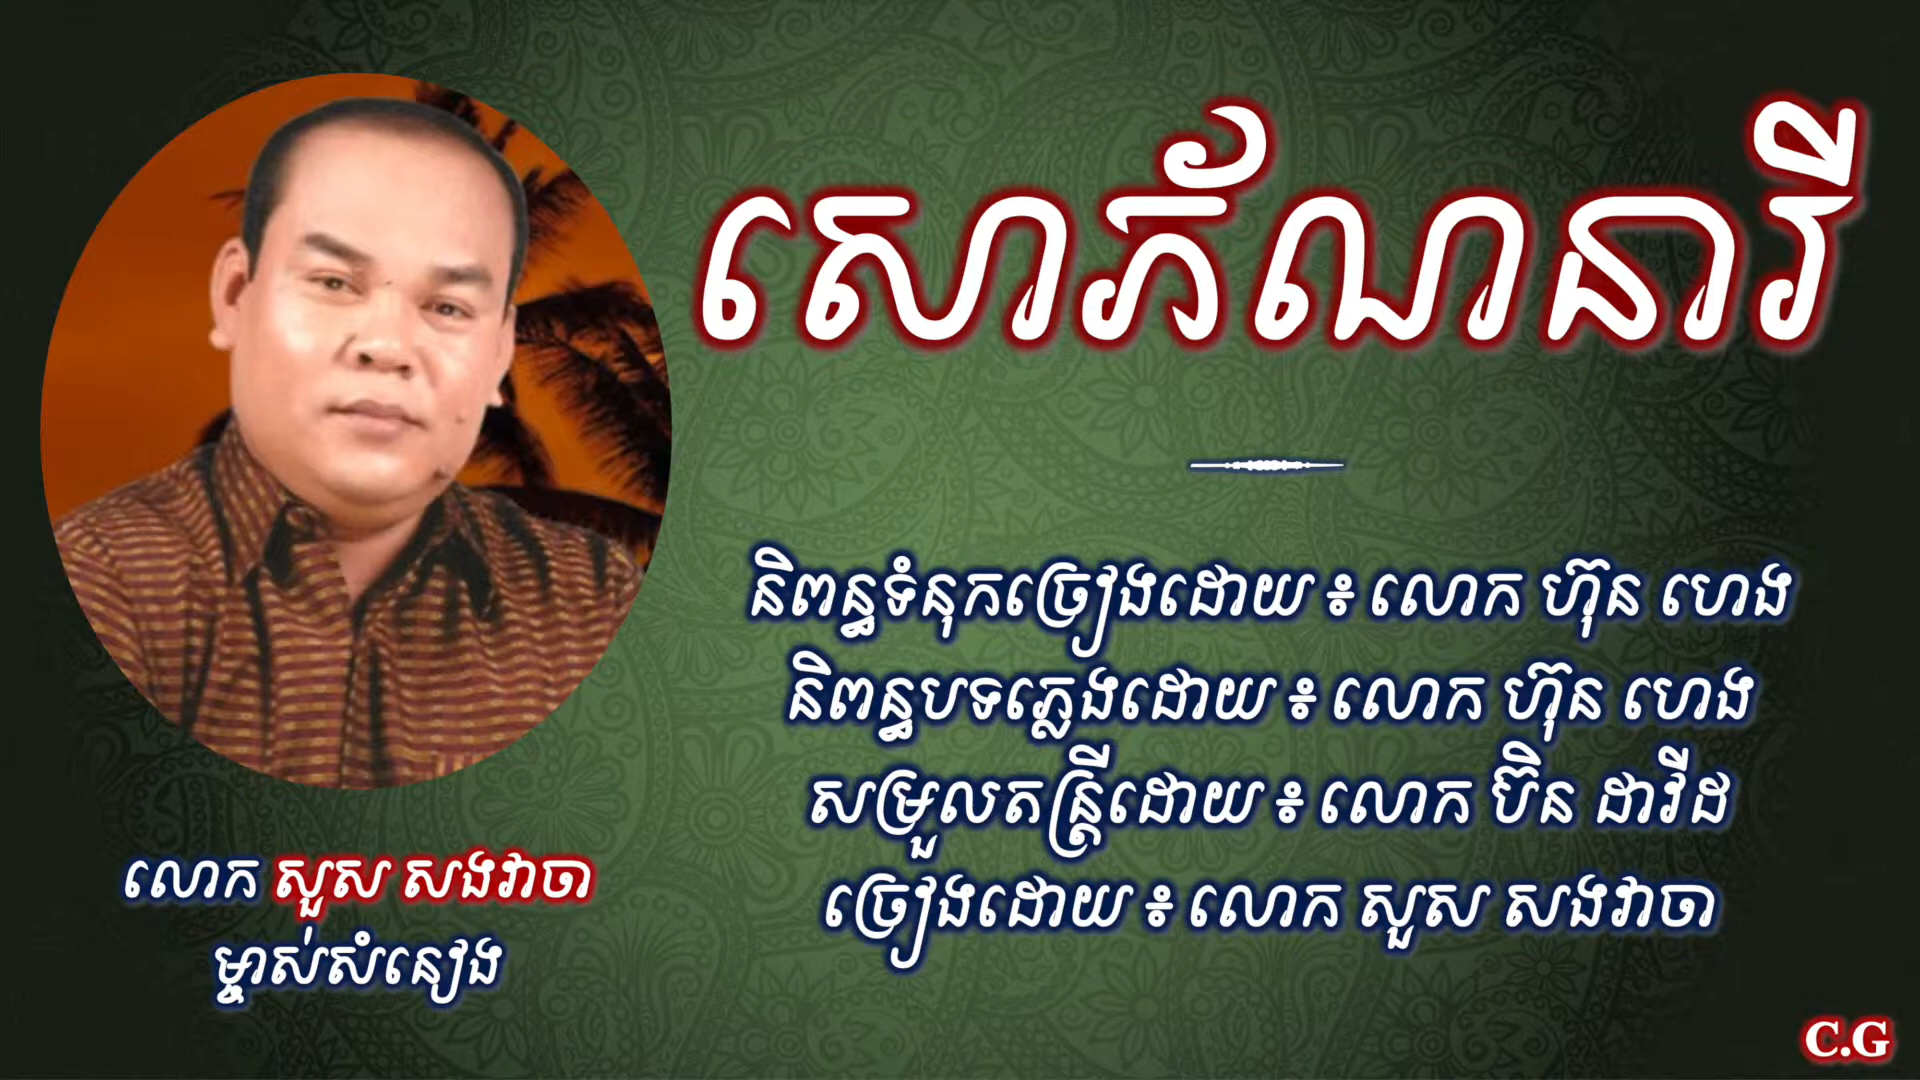 សោភ័ណនារី
និពន្ធទំនុកច្រៀងដោយ ៖ លោក ហ៊ុន ហេង
និពន្ធបទភ្លេងដោយ ៖ លោក ហ៊ុន ហេង
សម្រួលតន្ត្រីដោយ ៖ លោក ប៊ិន ដាវីដ
ច្រៀងដោយ ៖ លោក សួស សងវាចា
លោក សួស សងវាចា
ម្ចាស់សំនៀង
C.G